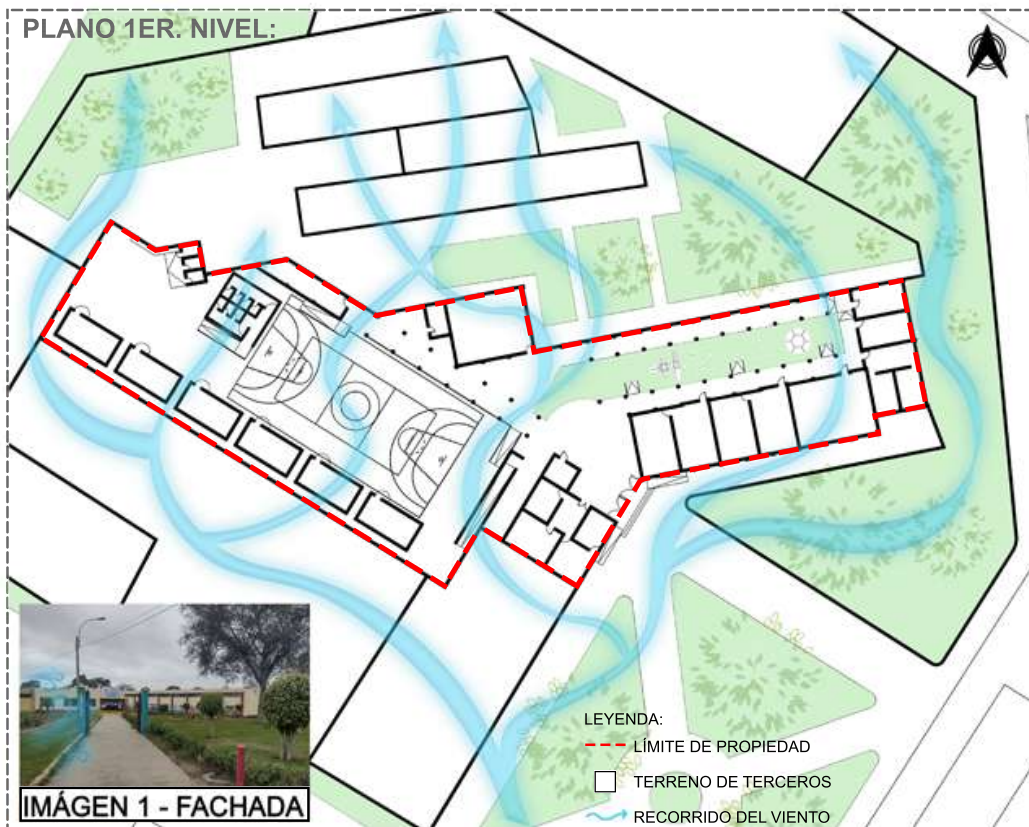 PLANO 1ER. NIVEL:
LEYENDA:
LÍMITE DE PROPIEDAD
TERRENO DE TERCEROS
RECORRIDO DEL VIENTO
IMÁGEN 1 - FACHADA